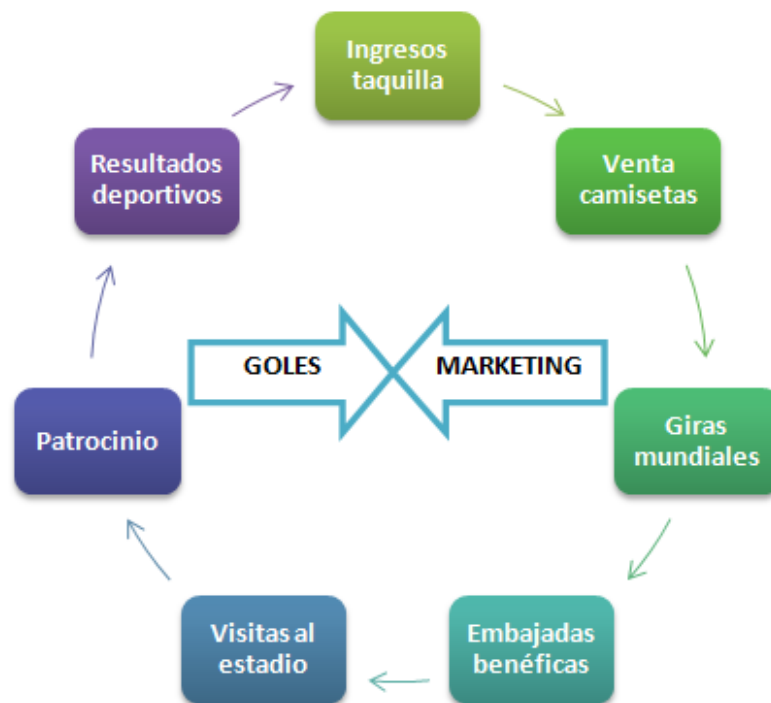 Ingresos
taquilla
Venta
camisetas
Giras
mundiales
Embajadas
benéficas
Visitas al
estadio
Patrocinio
Resultados
deportivos
GOLES
MARKETING